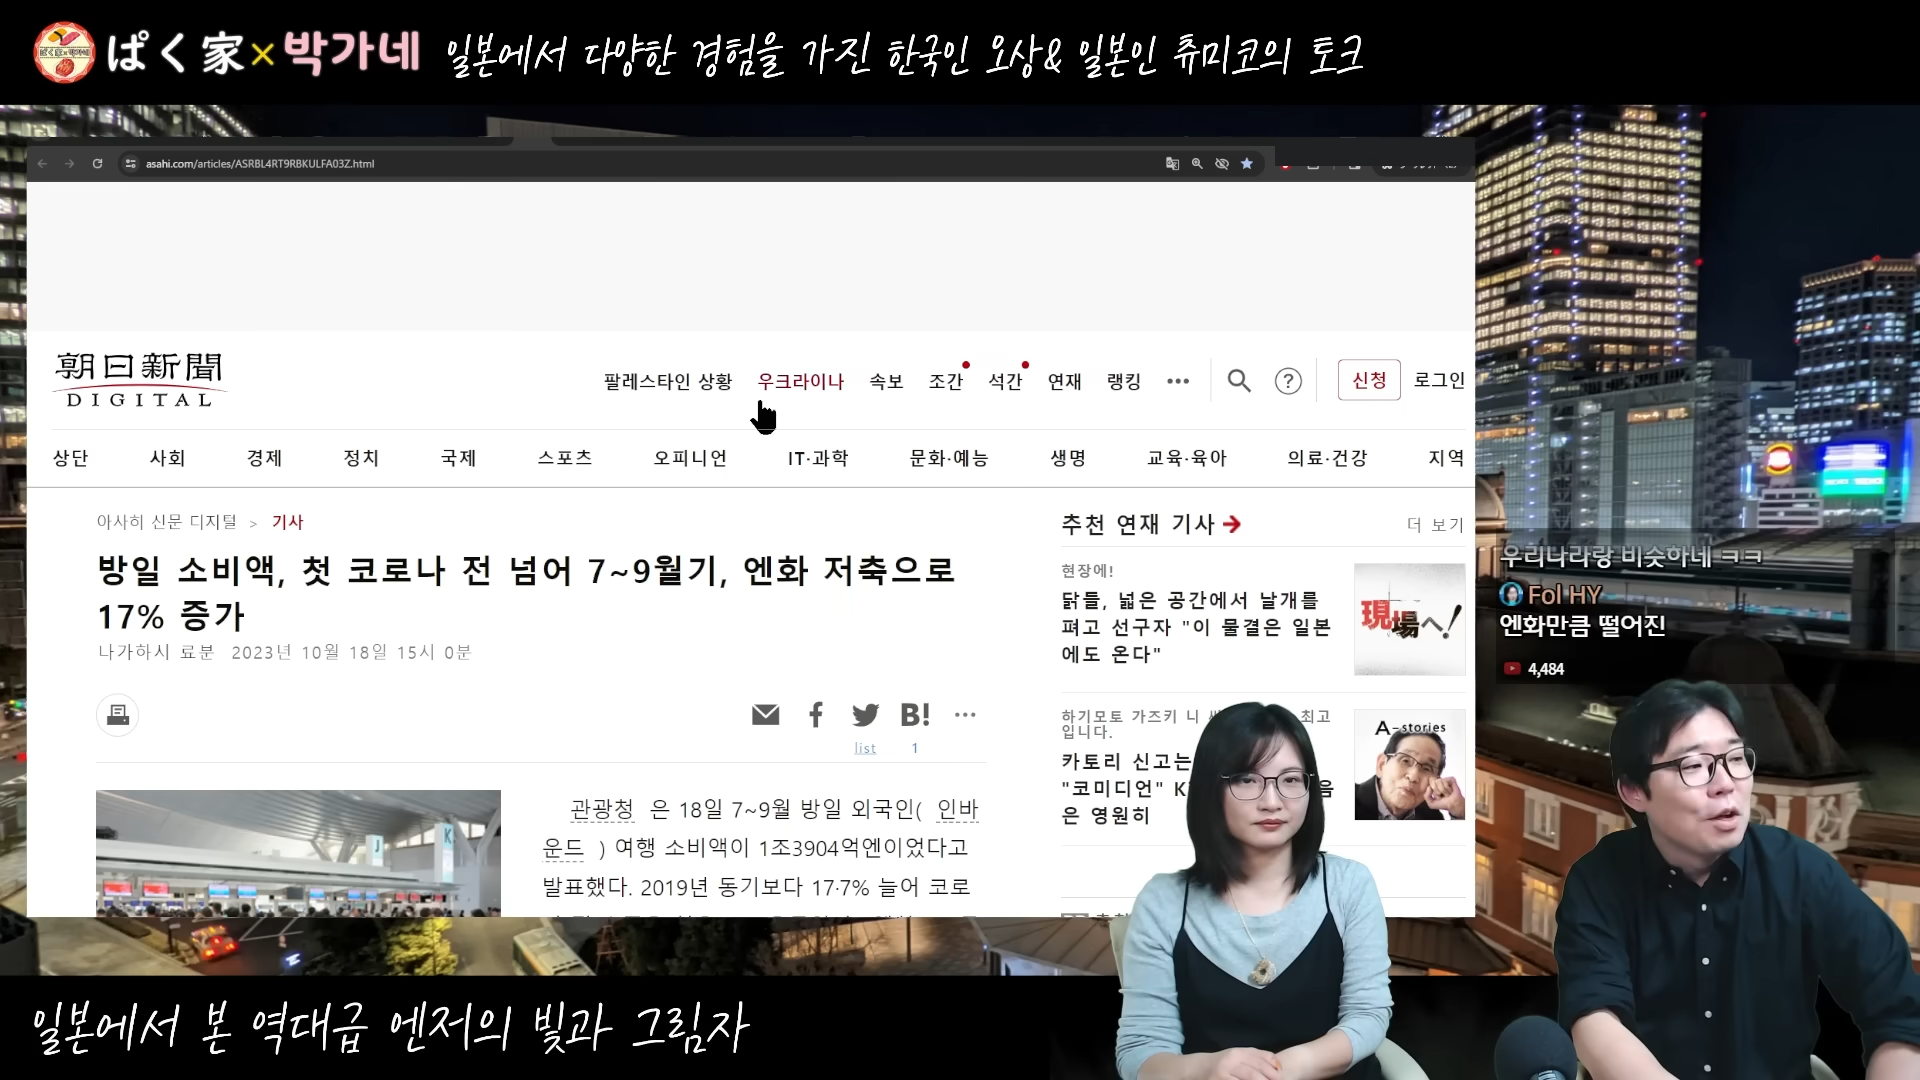 ぱく家×박가네
일본에서 다양한 경험을 가진 한국인 오상& 일본인 츄미코의 토크
asahi.com/articles/ASRBL4RT9RBKULFA03Z.html
朝日新聞
DIGITAL
팔레스타인 상황 우크라이나 속보 조간 석간 연재 랭킹 ••• ? 신청 로그인
상단 사회 경제 정치 국제 스포츠 오피니언 IT·과학 문화·예능 생명 교육·육아 의료·건강 지역
아사히 신문 디지털 > 기사
방일 소비액, 첫 코로나 전 넘어 7~9월기, 엔화 저축으로
17% 증가
나가하시 료분 2023년 10월 18일 15시 0분
B!
list 1
관광청 은 18일 7~9월 방일 외국인( 인바
운드 ) 여행 소비액이 1조3904억엔이었다고
발표했다. 2019년 동기보다 17·7% 늘어 코로
J
K
추천 연재 기사
더 보기
현장에!
닭들, 넓은 공간에서 날개를
펴고 선구자 "이 물결은 일본
에도 온다"
現場へ!
하기모토 가즈키 니 최고
입니다.
카토리 신고는
"코미디언" K 음
은 영원히
A-stories
우리나라랑 비슷하네 ㅋㅋ
Fol HY
엔화만큼 떨어진
4,484
일본에서 본 역대급 엔저의 빛과 그림자